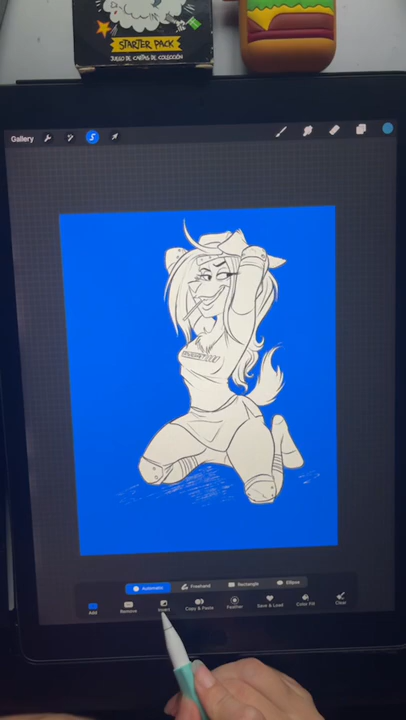 STARTER PACK
JUEGO DE CARTAS DE COLECCIÓN
Gallery
Automatic Freehand Rectangle Ellipse
Add Remove Invert Copy & Paste Feather Save & Load Color Fill Clear